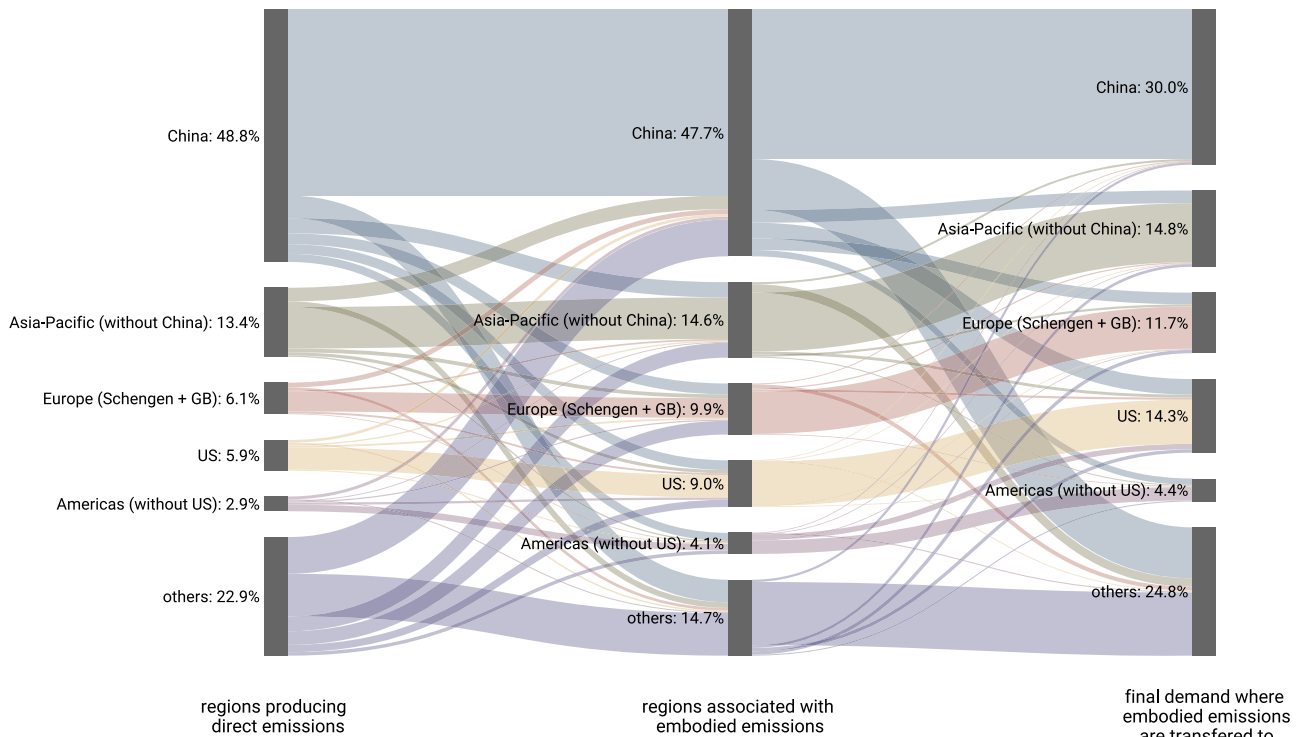 China: 48.8%
Asia-Pacific (without China): 13.4%
Europe (Schengen + GB): 6.1%
US: 5.9%
Americas (without US): 2.9%
others: 22.9%
China: 47.7%
Asia-Pacific (without China): 14.6%
Europe (Schengen + GB): 9.9%
US: 9.0%
Americas (without US): 4.1%
others: 14.7%
China: 30.0%
Asia-Pacific (without China): 14.8%
Europe (Schengen + GB): 11.7%
US: 14.3%
Americas (without US): 4.4%
others: 24.8%
regions producing
direct emissions
regions associated with
embodied emissions
final demand where
embodied emissions
are transfered to